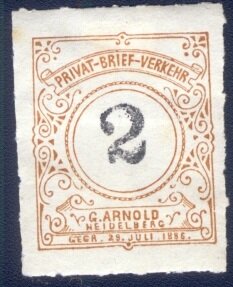 PRIVAT-BRIEF-VERKEHR
2
G. ARNOLD
HEIDELBERG
GEGR. 29. JULI. 1886.